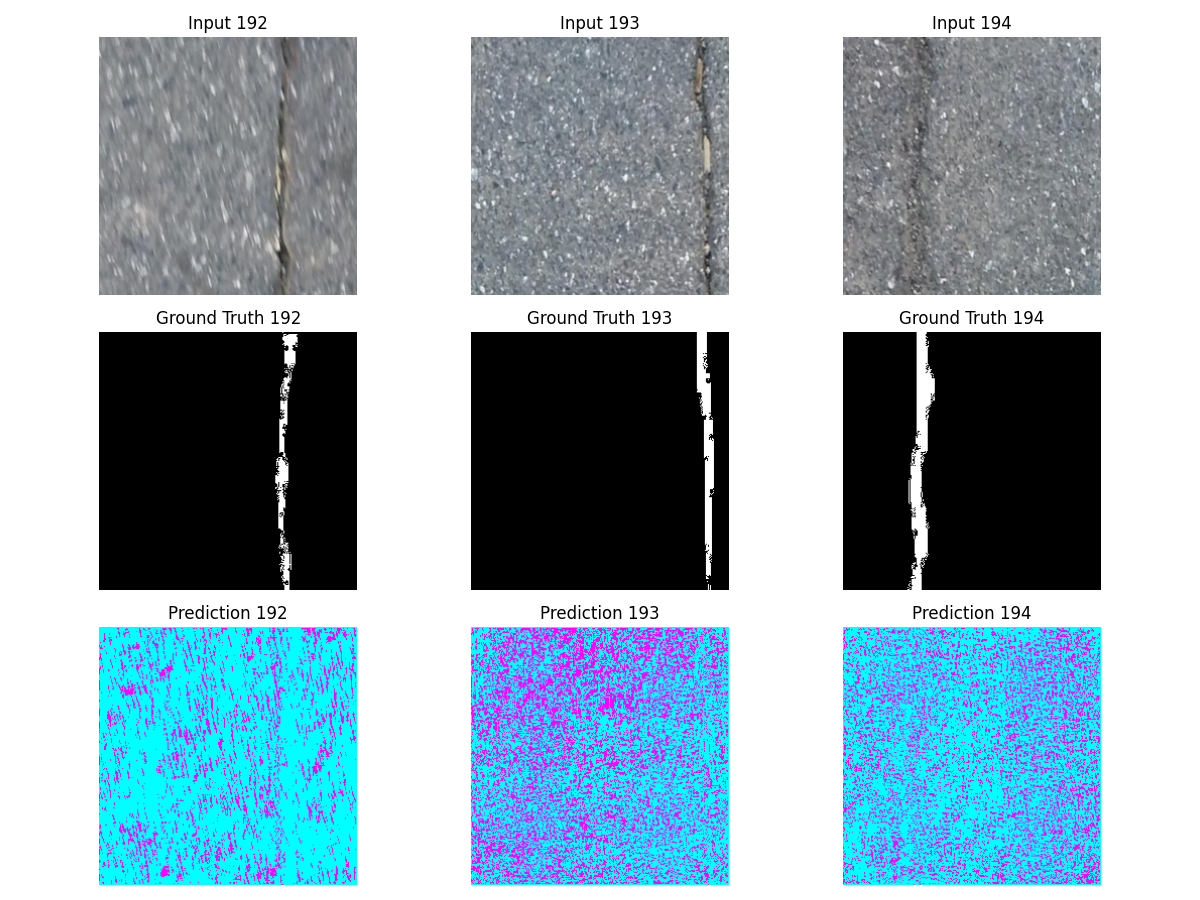 Input 192
Input 193
Input 194
Ground Truth 192
Ground Truth 193
Ground Truth 194
Prediction 192
Prediction 193
Prediction 194